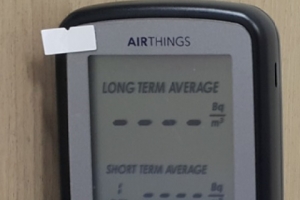 AIRTHINGS
LONG TERM AVERAGE
---- Bq/m³
SHORT TERM AVERAGE
---- Bq